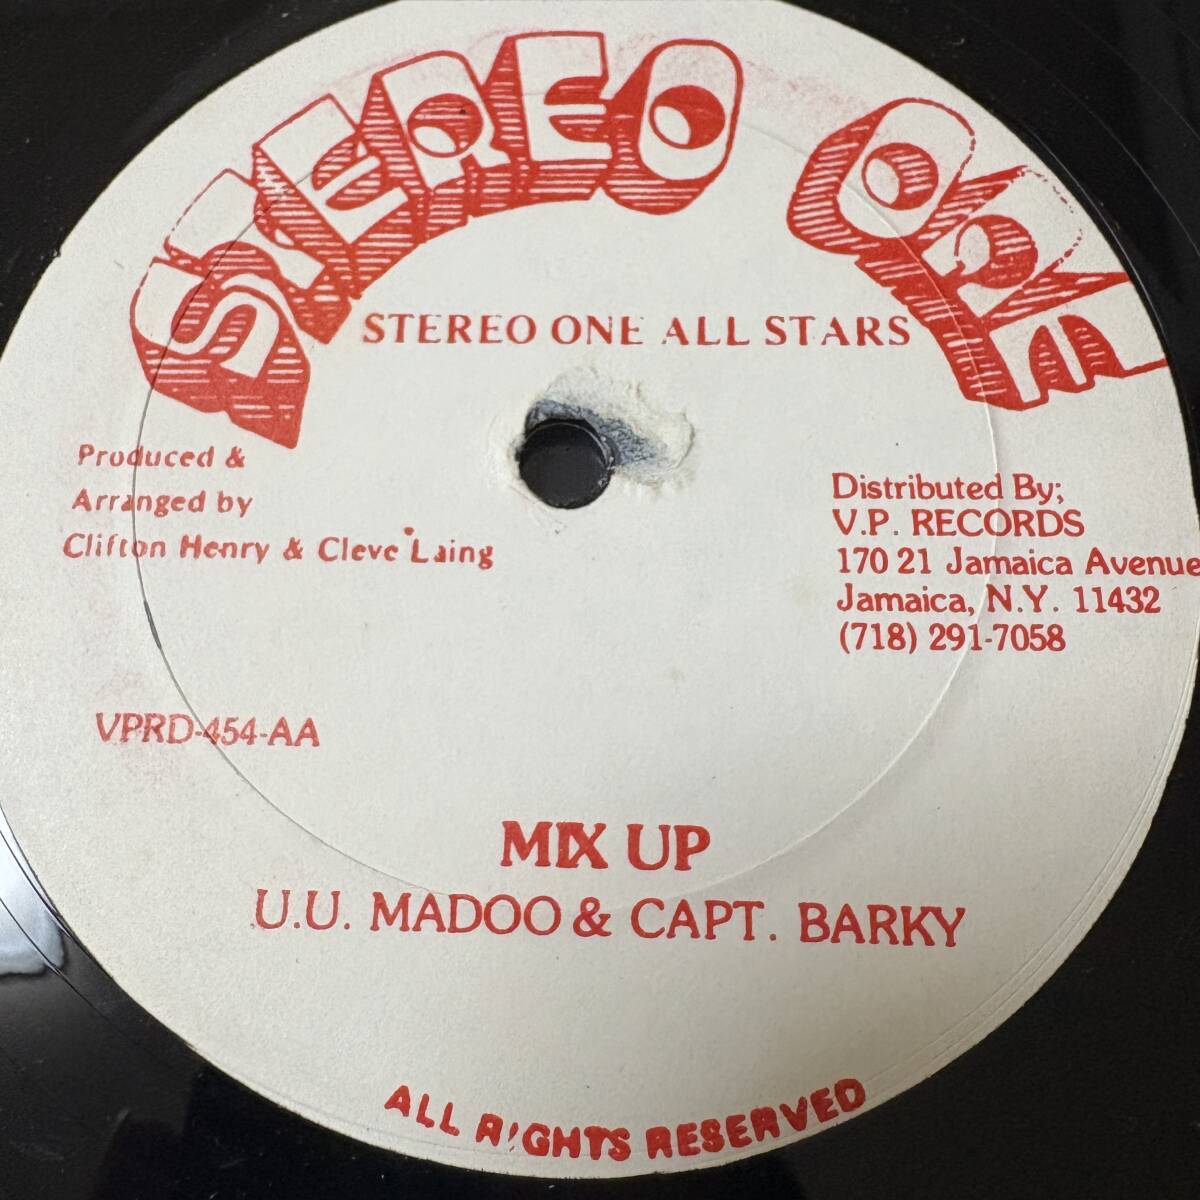 STEREO ONE
STEREO ONE ALL STARS
Produced &
Arranged by
Clifton Henry & Cleve Laing
Distributed By;
V.P. RECORDS
170 21 Jamaica Avenue
Jamaica, N.Y. 11432
(718) 291-7058
VPRD-454-AA
MIX UP
U.U. MADOO & CAPT. BARKY
ALL RIGHTS RESERVED